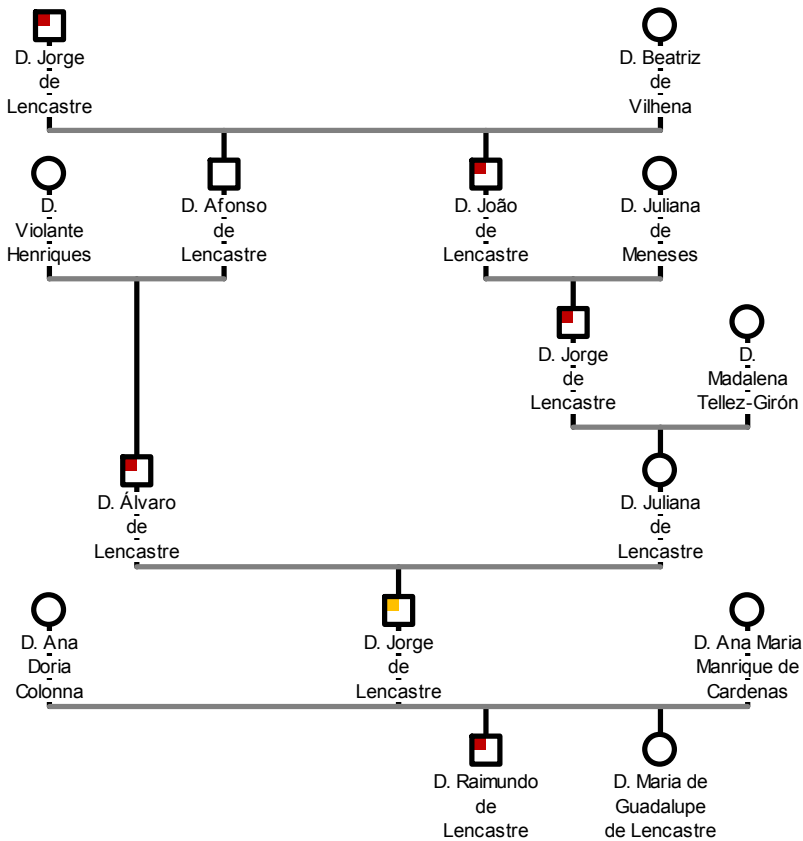 D. Jorge
de
Lencastre
D. Beatriz
de
Vilhena
D.
Violante
Henriques
D. Afonso
de
Lencastre
D. João
de
Lencastre
D. Juliana
de
Meneses
D. Jorge
de
Lencastre
D.
Madalena
Tellez-Girón
D. Álvaro
de
Lencastre
D. Juliana
de
Lencastre
D. Ana
Doria
Colonna
D. Jorge
de
Lencastre
D. Ana Maria
Manrique de
Cardenas
D. Raimundo
de
Lencastre
D. Maria de
Guadalupe
de Lencastre